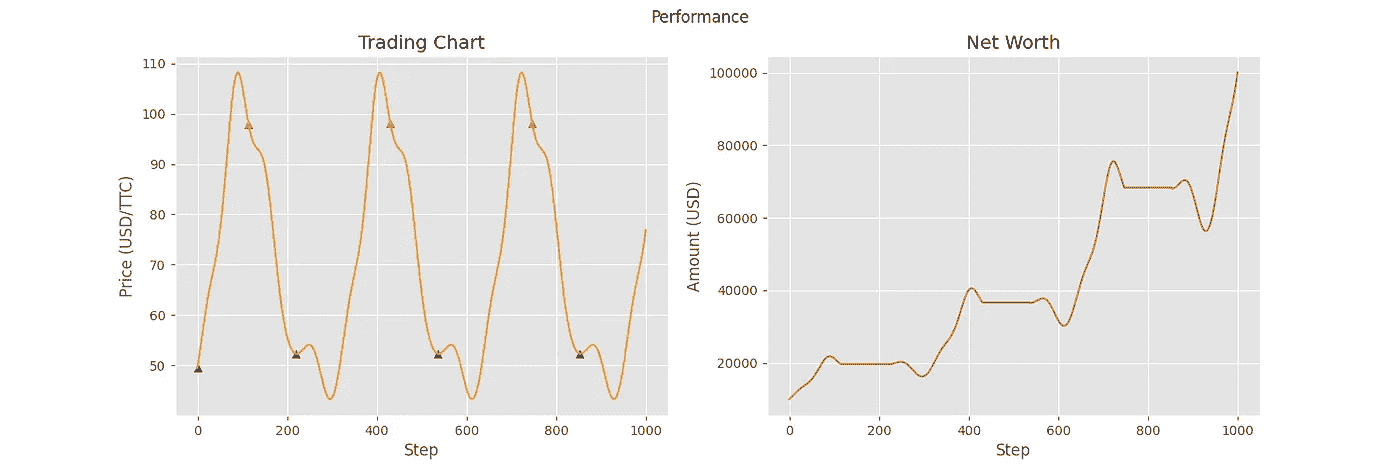 Performance
Trading Chart
Price (USD/TTC)
110
100
90
80
70
60
50
0 200 400 600 800 1000
Step
Net Worth
Amount (USD)
100000
80000
60000
40000
20000
0 200 400 600 800 1000
Step